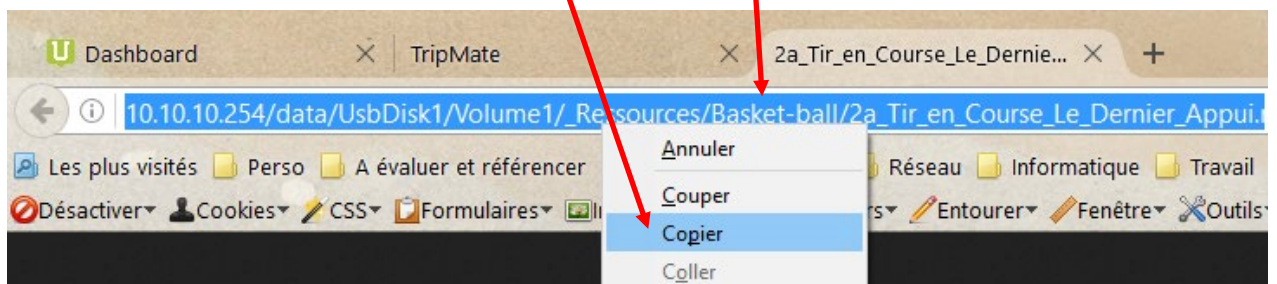 U Dashboard × TripMate × 2a_Tir_en_Course_Le_Dernie... × +
10.10.10.254/data/UsbDisk1/Volume1/_Ressources/Basket-ball/2a_Tir_en_Course_Le_Dernier_Appui.
Annuler
Les plus visités Perso A évaluer et référencer Réseau Informatique Travail
Couper
Désactiver Cookies CSS Formulaires Entourer Fenêtre Outils
Copier
Coller